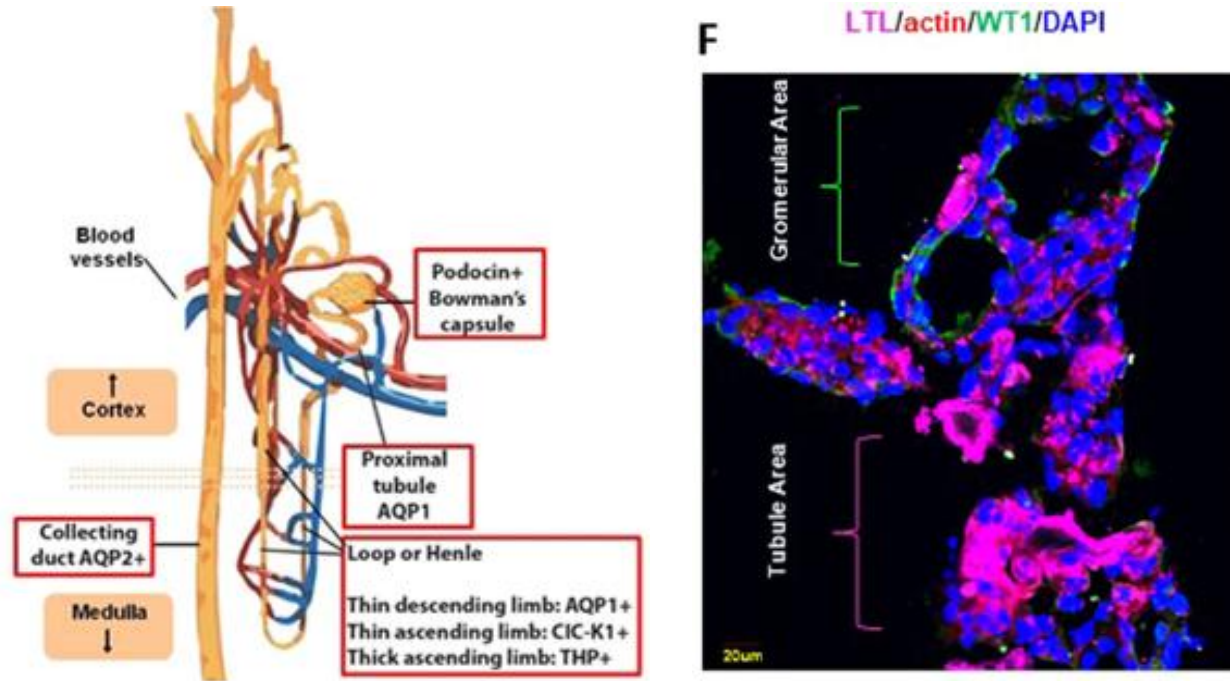 Blood
vessels
Podocin+
Bowman's
capsule
↑
Cortex
Proximal
tubule
AQP1
Collecting
duct AQP2+
Loop or Henle
Thin descending limb: AQP1+
Thin ascending limb: CIC-K1+
Thick ascending limb: THP+
Medulla
↓
F
LTL/actin/WT1/DAPI
Gromerular Area
Tubule Area
20um